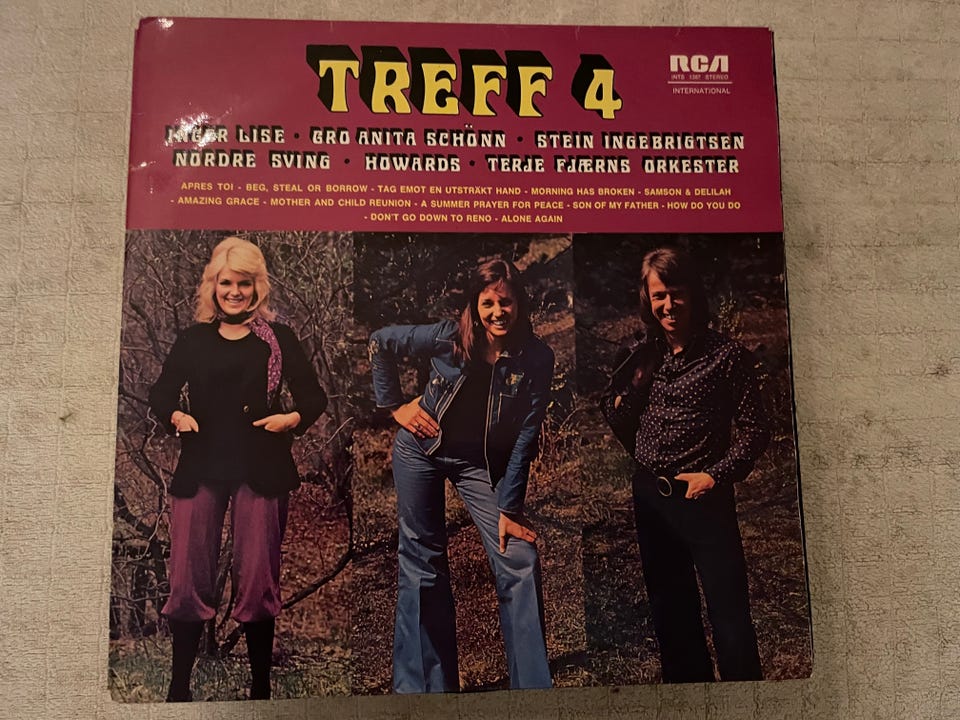 TREFF 4
RCA
INTS 1387 STEREO
INTERNATIONAL
INGER LISE • GRO ANITA SCHÖNN • STEIN INGEBRIGTSEN
NORDRE SVING • HOWARDS • TERJE FJÆRNS ORKESTER
APRES TOI - BEG, STEAL OR BORROW - TAG EMOT EN UTSTRÄKT HAND - MORNING HAS BROKEN - SAMSON & DELILAH
- AMAZING GRACE - MOTHER AND CHILD REUNION - A SUMMER PRAYER FOR PEACE - SON OF MY FATHER - HOW DO YOU DO
- DON'T GO DOWN TO RENO - ALONE AGAIN